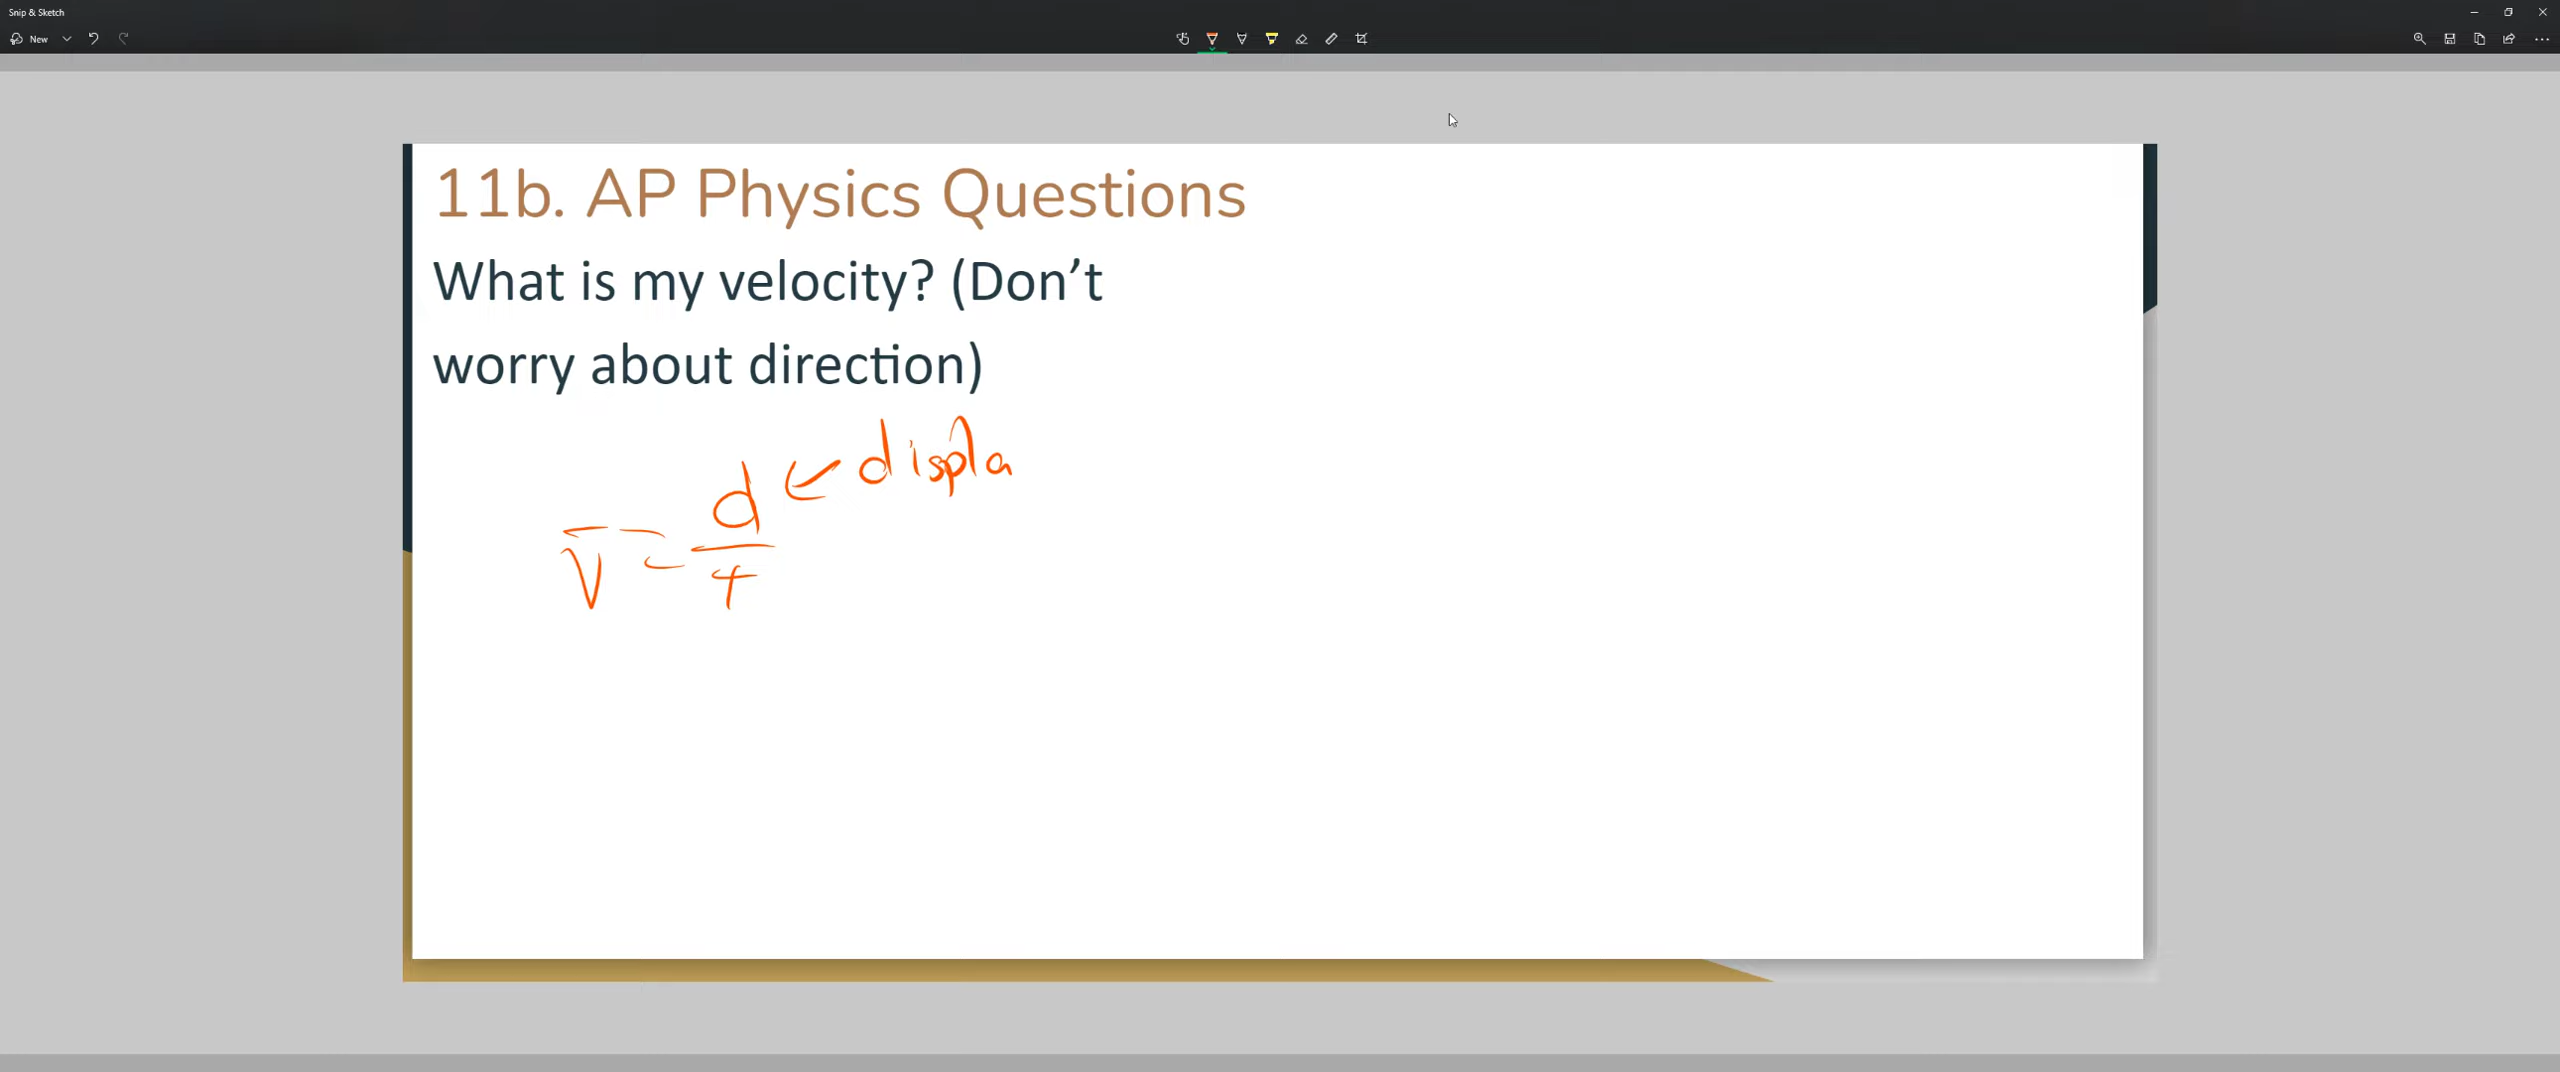 Snip & Sketch
New
11b. AP Physics Questions
What is my velocity? (Don’t
worry about direction)
displa
V = d/t